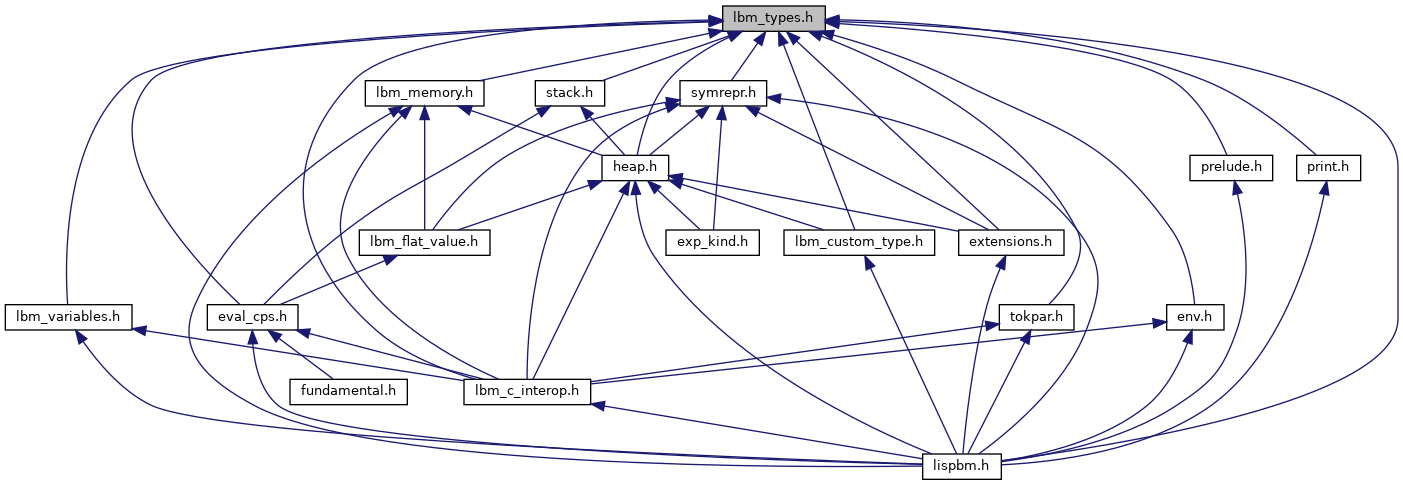 lbm_types.h
lbm_memory.h
stack.h
symrepr.h
heap.h
prelude.h
print.h
lbm_flat_value.h
exp_kind.h
lbm_custom_type.h
extensions.h
lbm_variables.h
eval_cps.h
tokpar.h
env.h
fundamental.h
lbm_c_interop.h
lispbm.h